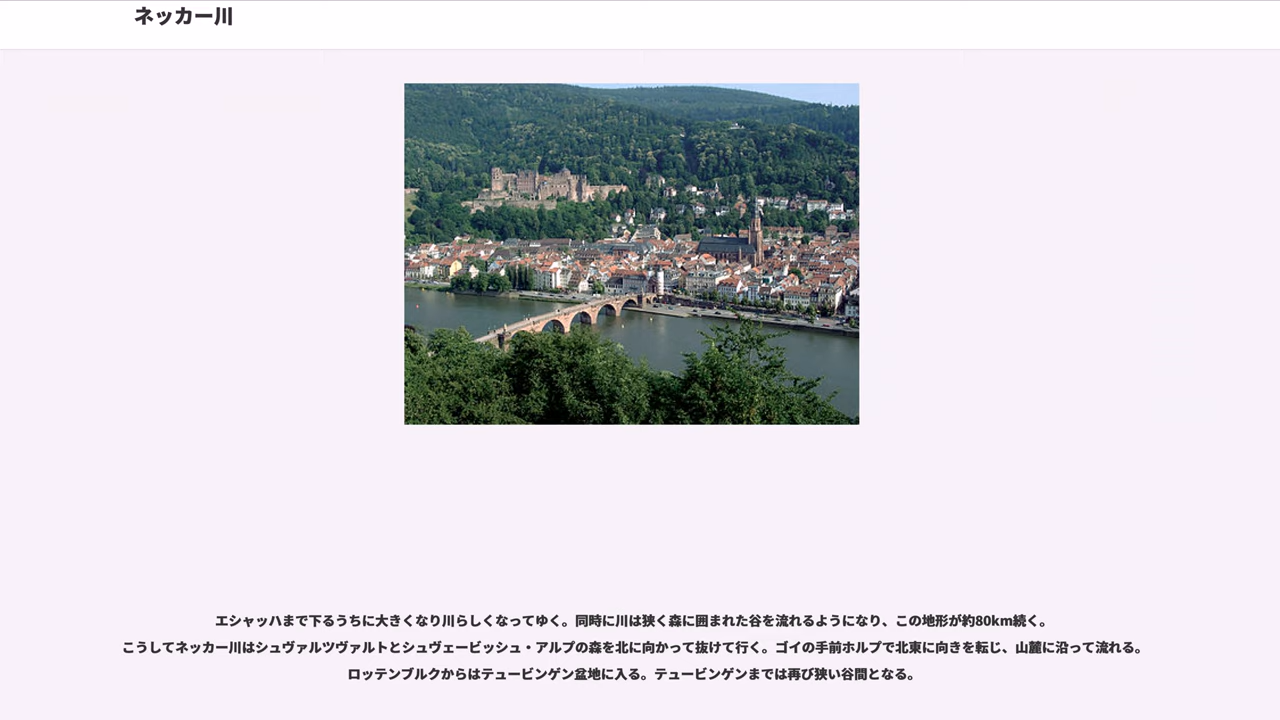 ネッカー川
エシャッハまで下るうちに大きくなり川らしくなってゆく。同時に川は狭く森に囲まれた谷を流れるようになり、この地形が約80km続く。
こうしてネッカー川はシュヴァルツヴァルトとシュヴェービッシュ・アルプの森を北に向かって抜けて行く。ゴイの手前ホルプで北東に向きを転じ、山麓に沿って流れる。
ロッテンブルクからはテュービンゲン盆地に入る。テュービンゲンまでは再び狭い谷間となる。